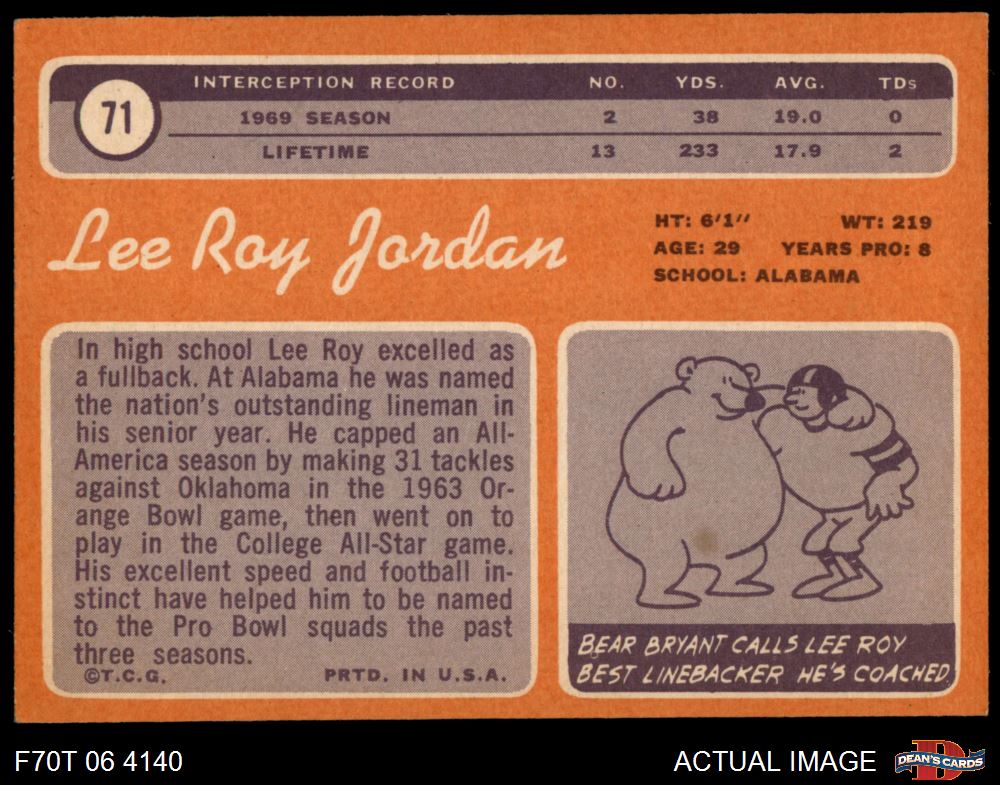 71
INTERCEPTION RECORD NO. YDS. AVG. TDs
1969 SEASON 2 38 19.0 0
LIFETIME 13 233 17.9 2
Lee Roy Jordan
HT: 6'1" WT: 219
AGE: 29 YEARS PRO: 8
SCHOOL: ALABAMA
In high school Lee Roy excelled as
a fullback. At Alabama he was named
the nation's outstanding lineman in
his senior year. He capped an All-
America season by making 31 tackles
against Oklahoma in the 1963 Or-
ange Bowl game, then went on to
play in the College All-Star game.
His excellent speed and football in-
stinct have helped him to be named
to the Pro Bowl squads the past
three seasons.
©T.C.G. PRTD. IN U.S.A.
BEAR BRYANT CALLS LEE ROY
BEST LINEBACKER HE'S COACHED.
F70T 06 4140 ACTUAL IMAGE D DEAN'S CARDS